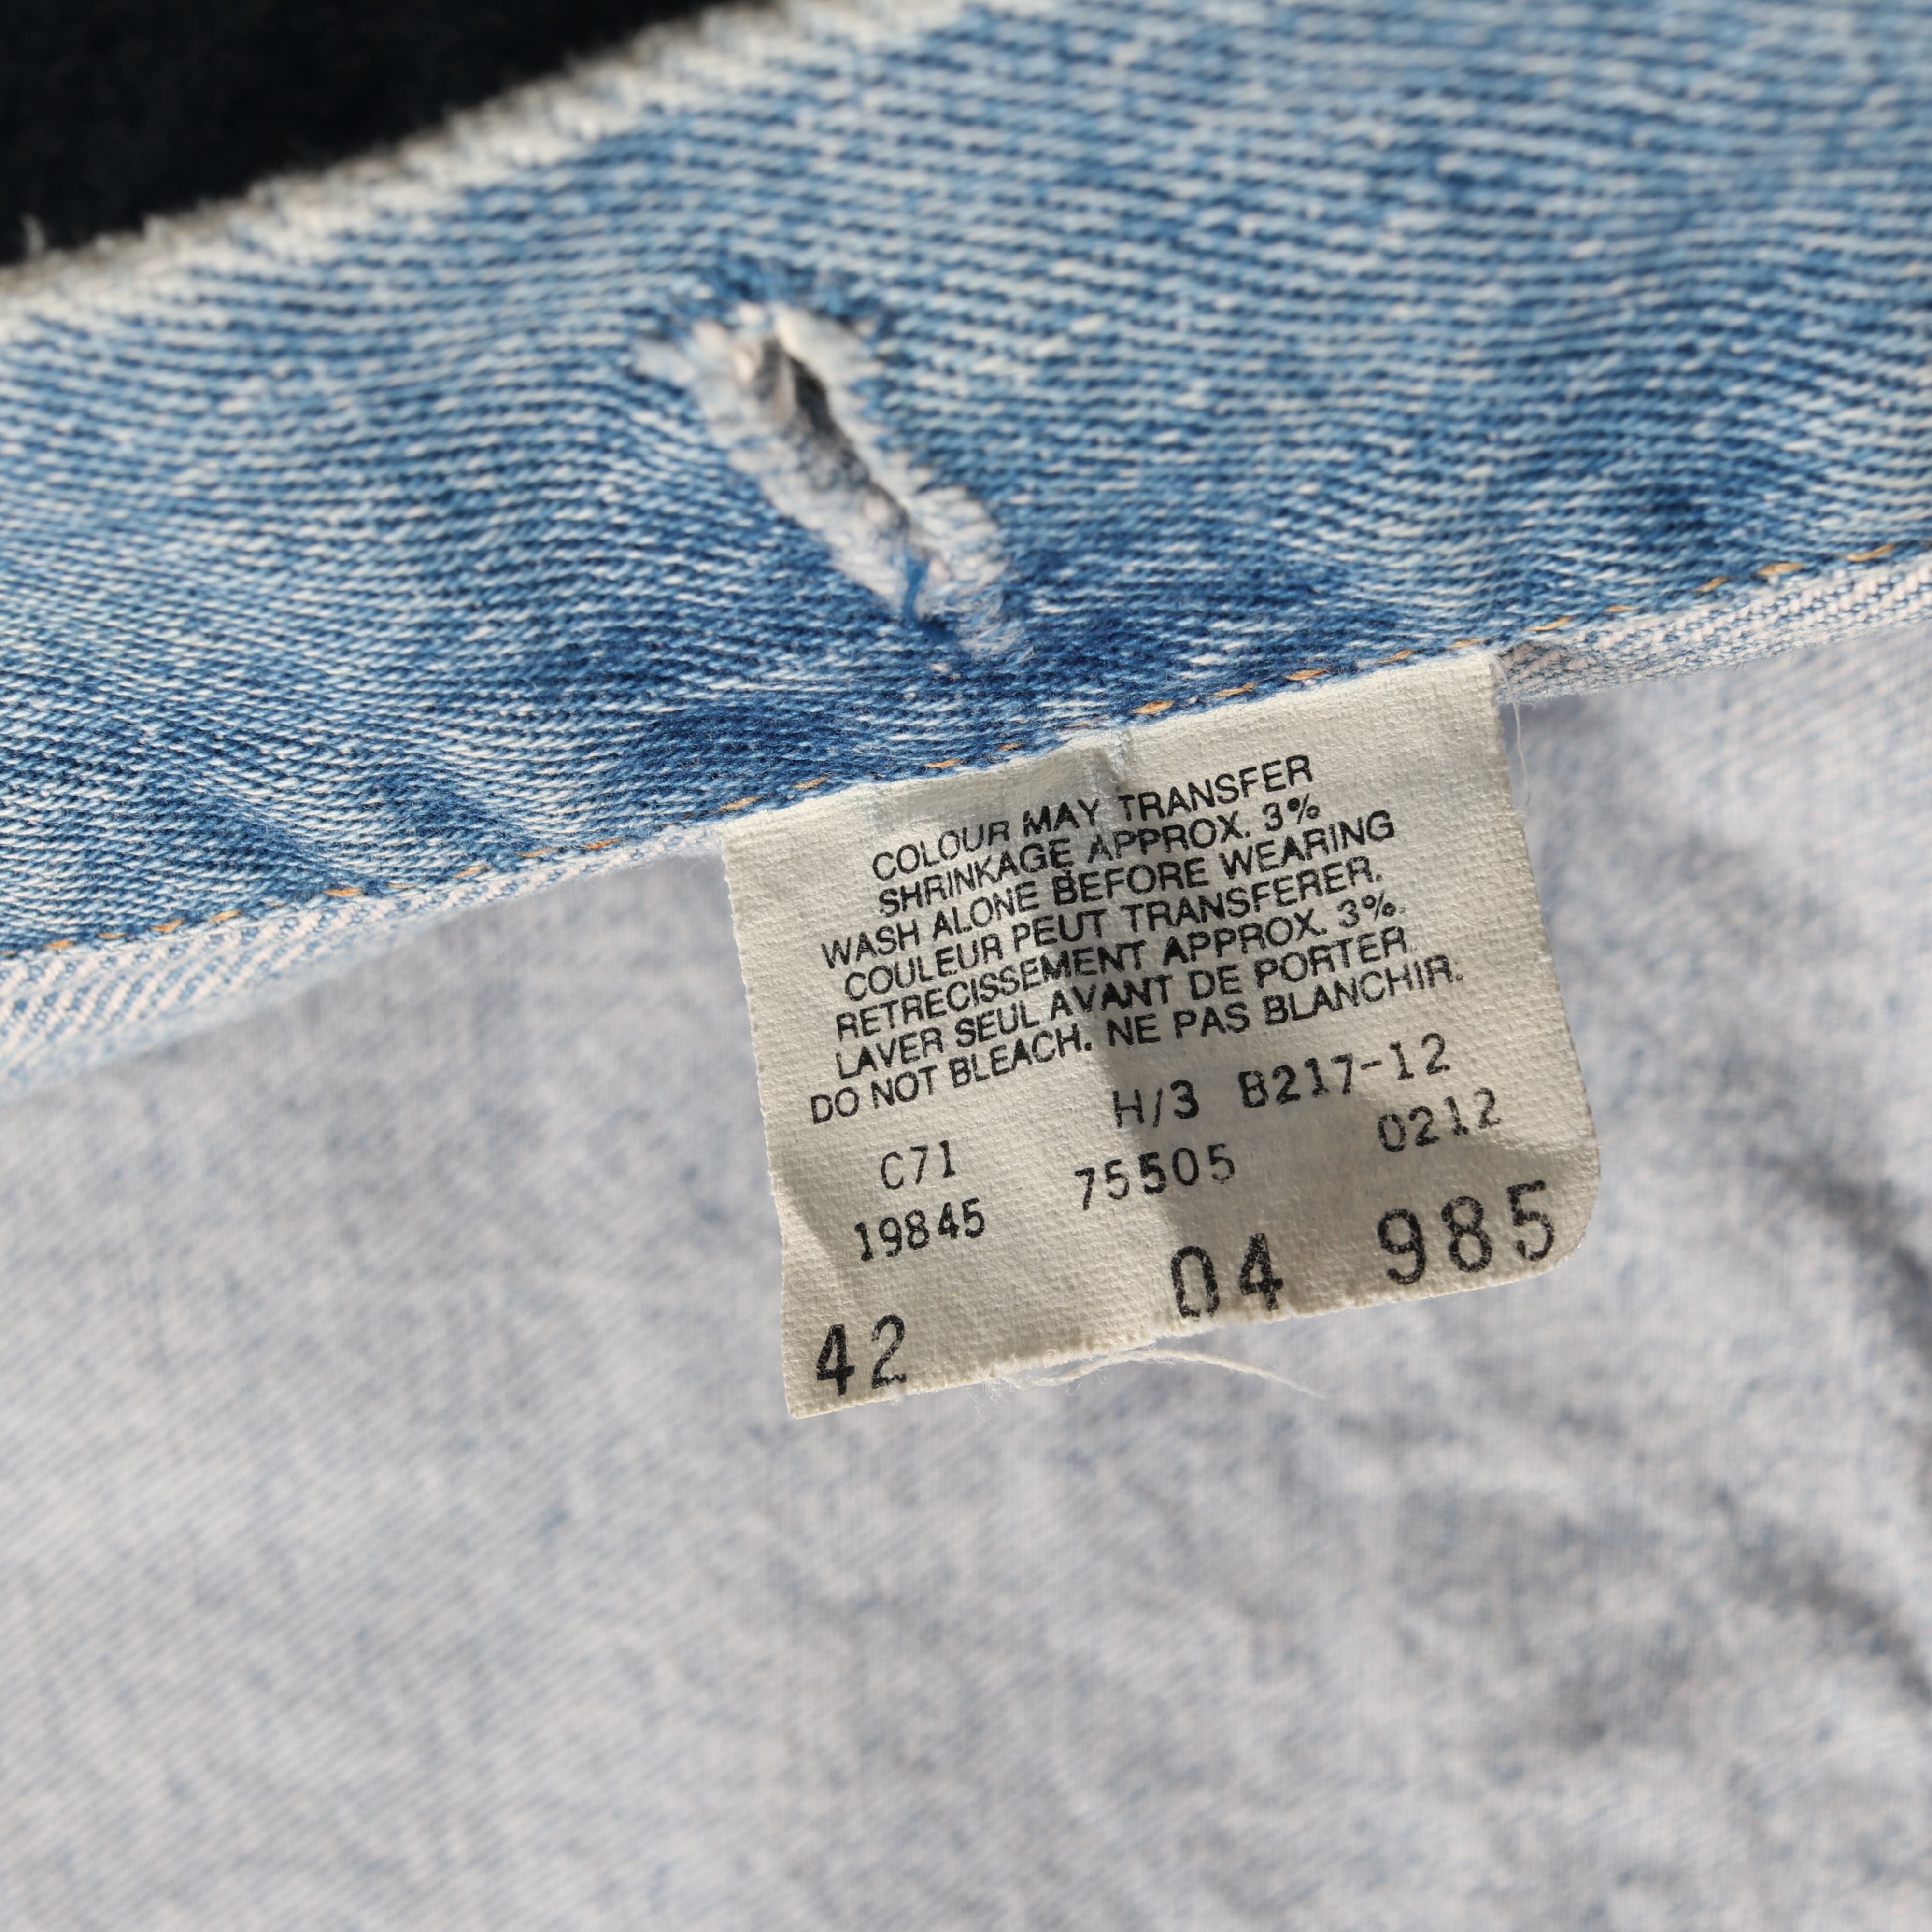 COLOUR MAY TRANSFER
SHRINKAGE APPROX. 3%
WASH ALONE BEFORE WEARING
COULEUR PEUT TRANSFERER.
RETRECISSEMENT APPROX. 3%.
LAVER SEUL AVANT DE PORTER.
DO NOT BLEACH. NE PAS BLANCHIR.
H/3 B217-12
C71 75505 0212
19845
42 04 985